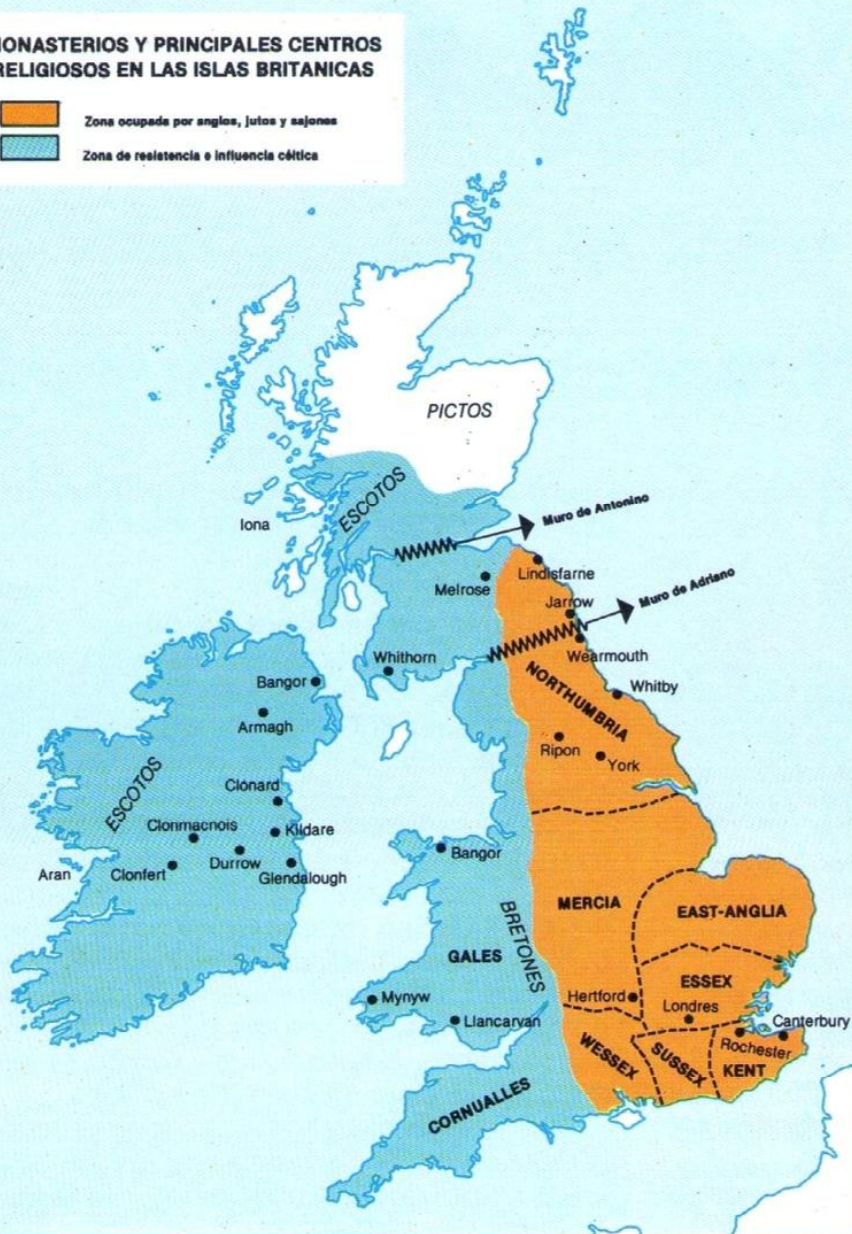 MONASTERIOS Y PRINCIPALES CENTROS
RELIGIOSOS EN LAS ISLAS BRITANICAS
Zona ocupada por anglos, jutos y sajones
Zona de resistencia e influencia céltica
PICTOS
ESCOTOS
Iona
Muro de Antonino
Melrose
Lindisfarne
Jarrow
Muro de Adriano
Wearmouth
Whithorn
Whitby
NORTHUMBRIA
Bangor
Armagh
Ripon
York
ESCOTOS
Clonard
Clonmacnois
Kildare
Durrow
Aran
Clonfert
Glendalough
Bangor
MERCIA
EAST-ANGLIA
BRETONES
GALES
ESSEX
Hertford
Londres
Mynyw
Llancarvan
Canterbury
Rochester
WESSEX
SUSSEX
KENT
CORNUALLES